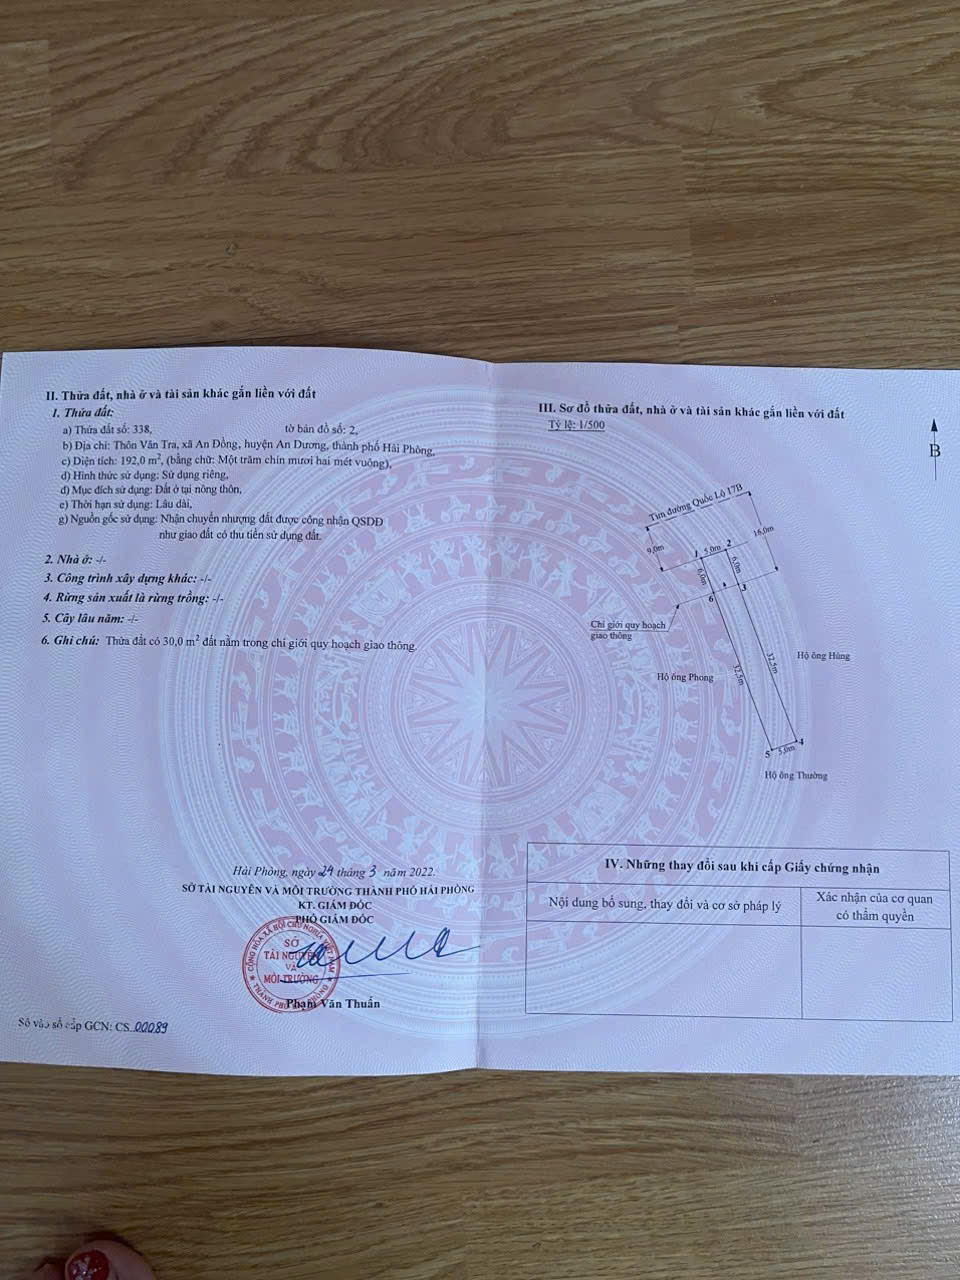 II. Thửa đất, nhà ở và tài sản khác gắn liền với đất
1. Thửa đất:
a) Thửa đất số: 338, tờ bản đồ số: 2,
b) Địa chỉ: Thôn Văn Tra, xã An Đồng, huyện An Dương, thành phố Hải Phòng,
c) Diện tích: 192,0 m², (bằng chữ: Một trăm chín mươi hai mét vuông),
d) Hình thức sử dụng: Sử dụng riêng,
đ) Mục đích sử dụng: Đất ở tại nông thôn,
e) Thời hạn sử dụng: Lâu dài,
g) Nguồn gốc sử dụng: Nhận chuyển nhượng đất được công nhận QSDĐ
như giao đất có thu tiền sử dụng đất.
2. Nhà ở: -/-
3. Công trình xây dựng khác: -/-
4. Rừng sản xuất là rừng trồng: -/-
5. Cây lâu năm: -/-
6. Ghi chú: Thửa đất có 30,0 m² đất nằm trong chỉ giới quy hoạch giao thông.
Hải Phòng, ngày 24 tháng 3 năm 2022.
SỞ TÀI NGUYÊN VÀ MÔI TRƯỜNG THÀNH PHỐ HẢI PHÒNG
KT. GIÁM ĐỐC
PHÓ GIÁM ĐỐC
CỘNG HÒA XÃ HỘI CHỦ NGHĨA VIỆT NAM
SỞ
TÀI NGUYÊN
VÀ
MÔI TRƯỜNG
THÀNH PHỐ HẢI PHÒNG
Phạm Văn Thuấn
Số vào sổ cấp GCN: CS 00089
III. Sơ đồ thửa đất, nhà ở và tài sản khác gắn liền với đất
Tỷ lệ: 1/500
B
Tim đường Quốc Lộ 17B
9,0m
16,0m
1
5,0m
2
6,0m
6,0m
6
3
Chỉ giới quy hoạch
giao thông
Hộ ông Hùng
Hộ ông Phong
32,5m
32,5m
4
5
5,0m
Hộ ông Thường
IV. Những thay đổi sau khi cấp Giấy chứng nhận
Nội dung bổ sung, thay đổi và cơ sở pháp lý
Xác nhận của cơ quan
có thẩm quyền